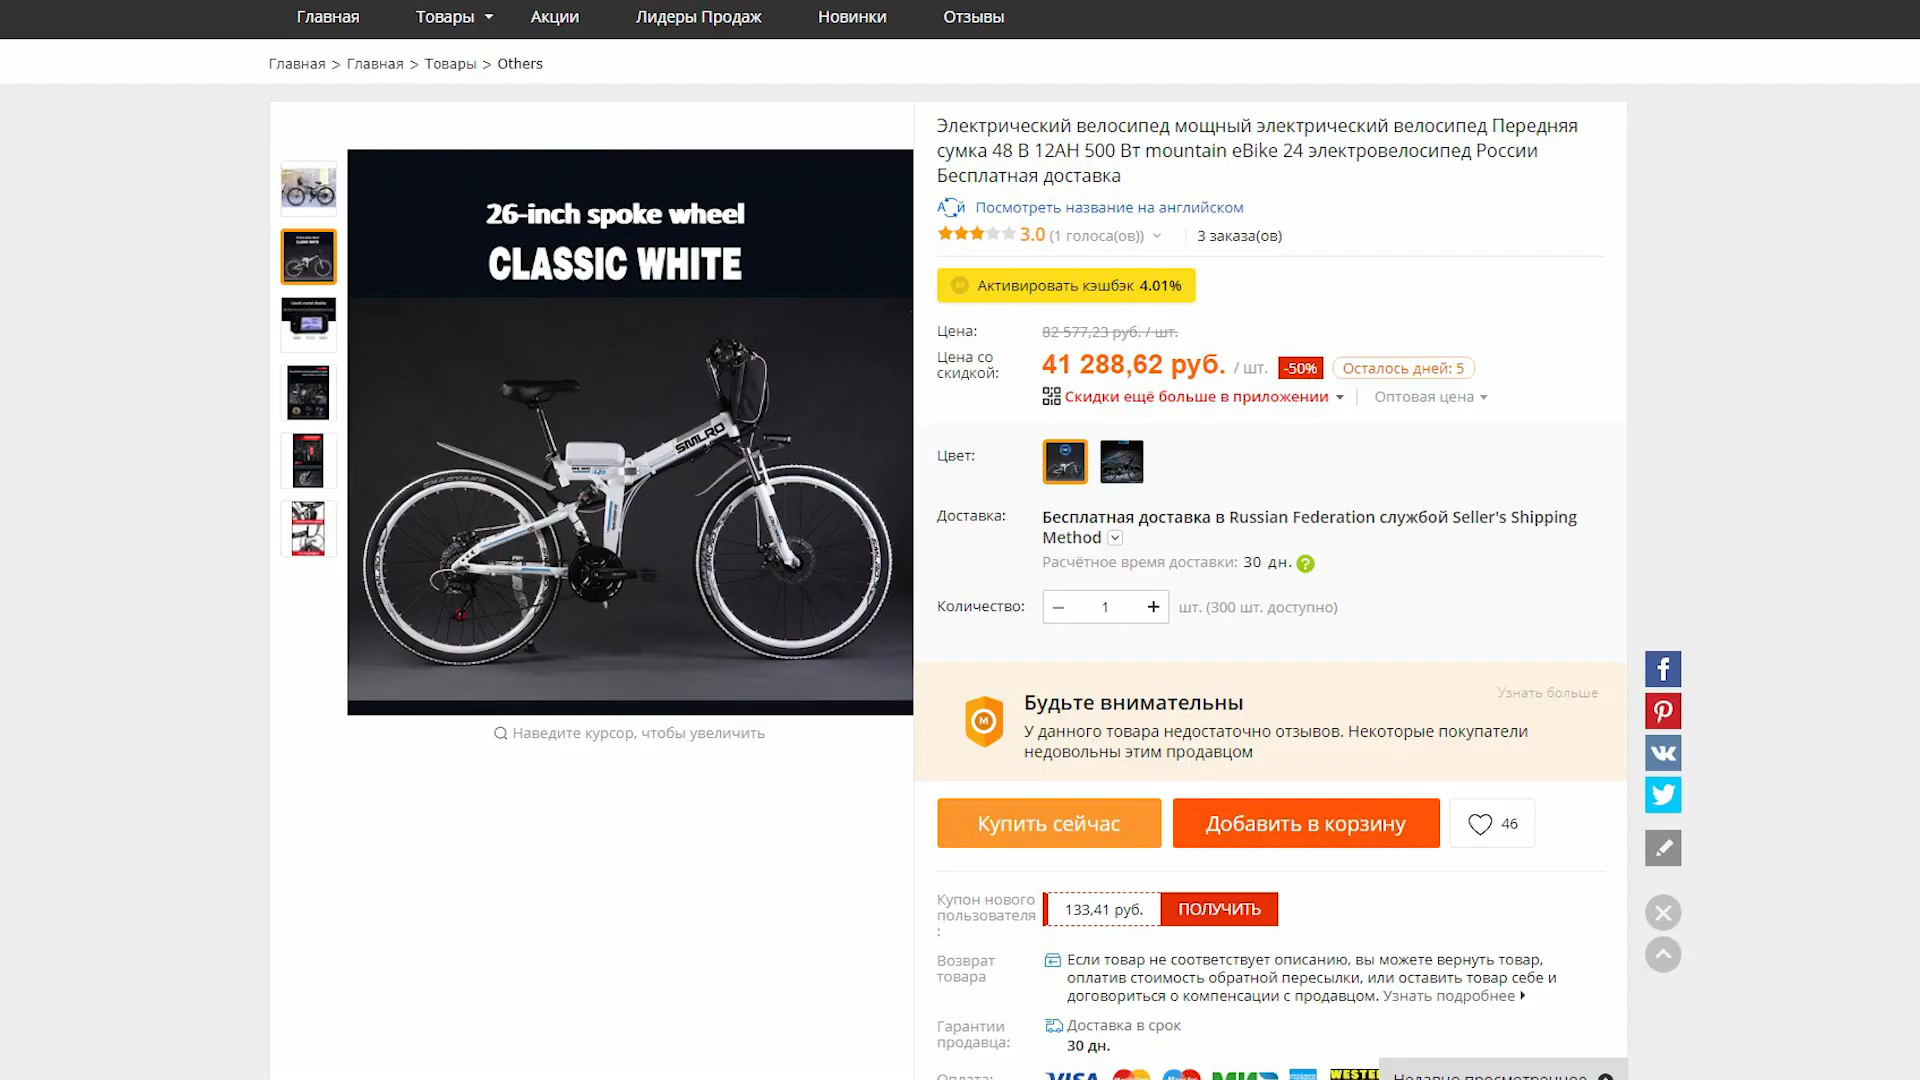 Главная Товары Акции Лидеры Продаж Новинки Отзывы
Главная > Главная > Товары > Others
26-inch spoke wheel
CLASSIC WHITE
SMLRO
Наведите курсор, чтобы увеличить
Электрический велосипед мощный электрический велосипед Передняя
сумка 48 В 12AH 500 Вт mountain eBike 24 электровелосипед России
Бесплатная доставка
Посмотреть название на английском
3.0 (1 голоса(ов)) 3 заказа(ов)
Активировать кэшбэк 4.01%
Цена: 82 577,23 руб. / шт.
Цена со
скидкой: 41 288,62 руб. / шт. -50% Осталось дней: 5
Скидки ещё больше в приложении Оптовая цена
Цвет:
Доставка: Бесплатная доставка в Russian Federation службой Seller's Shipping
Method
Расчётное время доставки: 30 дн. ?
Количество: − 1 + шт. (300 шт. доступно)
Будьте внимательны Узнать больше
У данного товара недостаточно отзывов. Некоторые покупатели
недовольны этим продавцом
Купить сейчас Добавить в корзину 46
Купон нового
пользователя
: 133,41 руб. ПОЛУЧИТЬ
Возврат
товара
Если товар не соответствует описанию, вы можете вернуть товар,
оплатив стоимость обратной пересылки, или оставить товар себе и
договориться о компенсации с продавцом. Узнать подробнее
Гарантии
продавца:
Доставка в срок
30 дн.
Оплата: VISA WESTERN
Недавно просмотренное